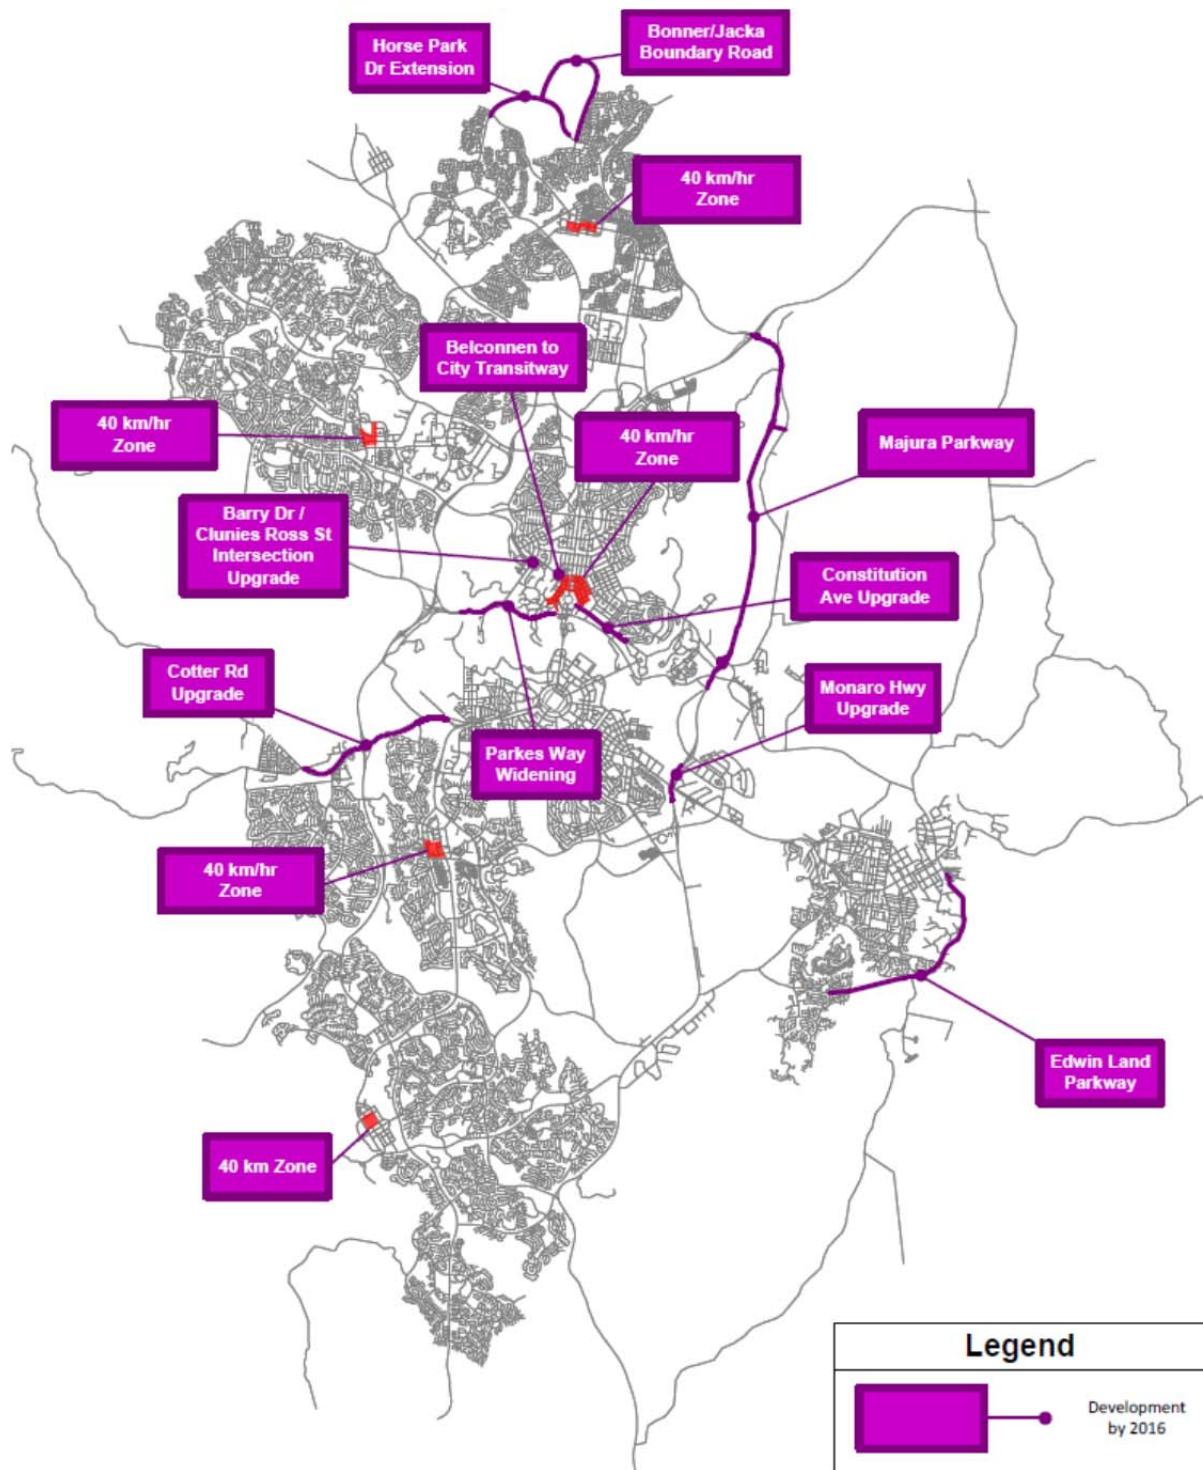 Horse Park
Dr Extension
Bonner/Jacka
Boundary Road
40 km/hr
Zone
Belconnen to
City Transitway
40 km/hr
Zone
40 km/hr
Zone
Majura Parkway
Barry Dr /
Clunies Ross St
Intersection
Upgrade
Constitution
Ave Upgrade
Cotter Rd
Upgrade
Monaro Hwy
Upgrade
Parkes Way
Widening
40 km/hr
Zone
Edwin Land
Parkway
40 km Zone
Legend
Development
by 2016